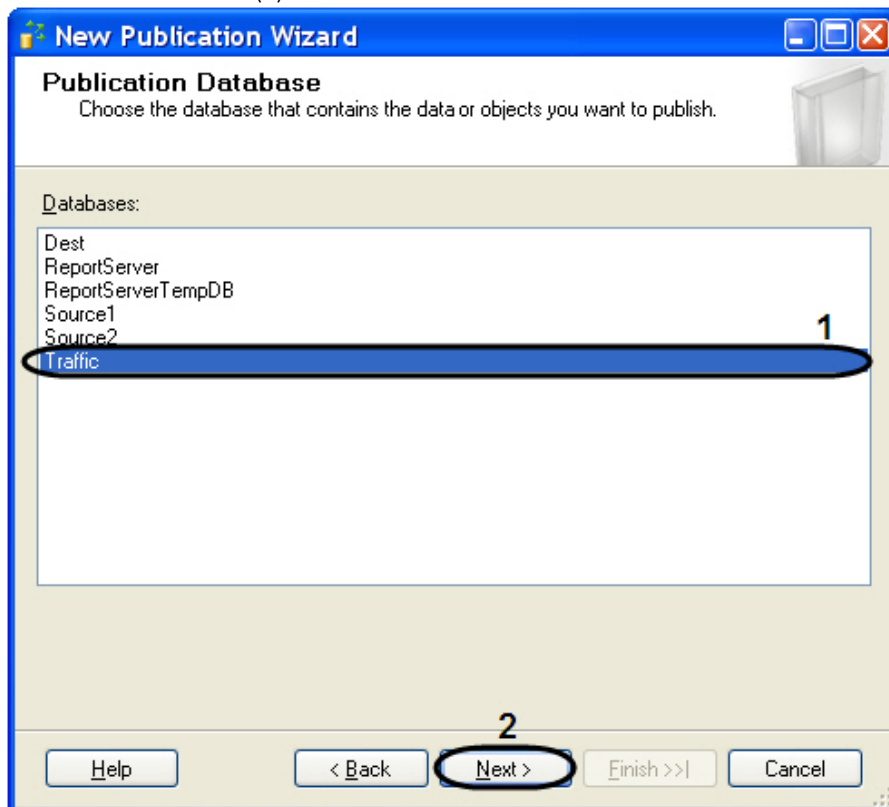 New Publication Wizard
Publication Database
Choose the database that contains the data or objects you want to publish.
Databases:
Dest
ReportServer
ReportServerTempDB
Source1
Source2
1
Traffic
2
Help
< Back
Next >
Finish >>|
Cancel